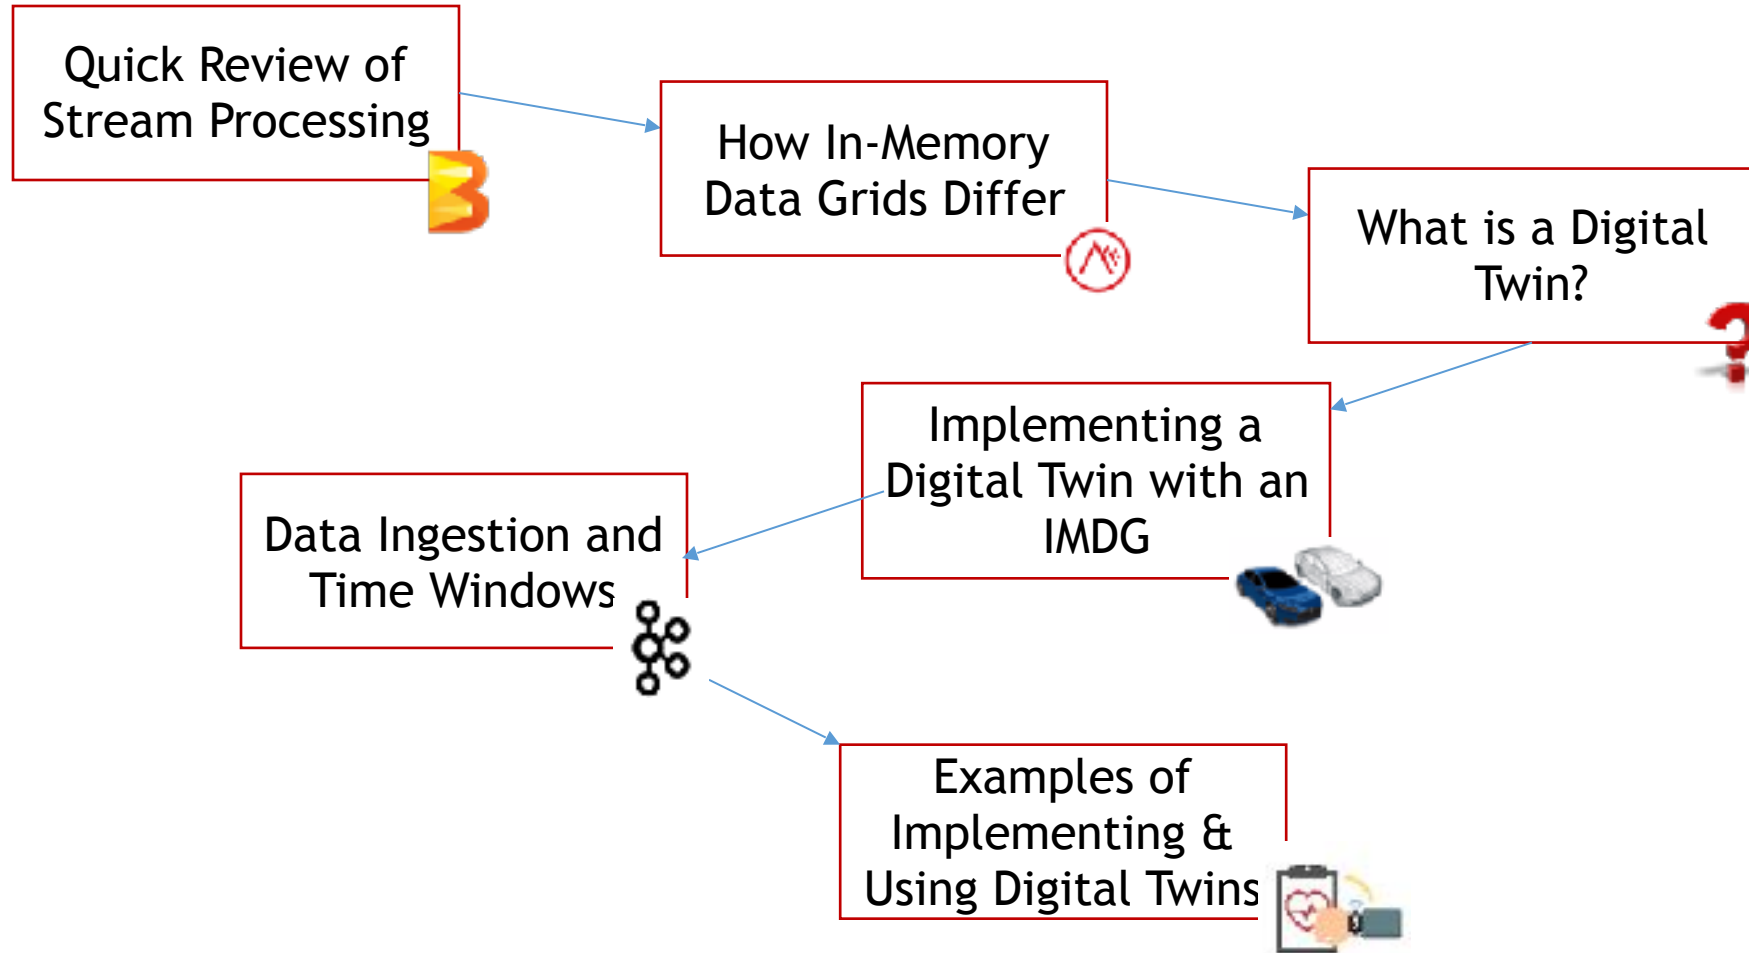 Quick Review of
Stream Processing
How In-Memory
Data Grids Differ
What is a Digital
Twin?
Implementing a
Digital Twin with an
IMDG
Data Ingestion and
Time Windows
Examples of
Implementing &
Using Digital Twins